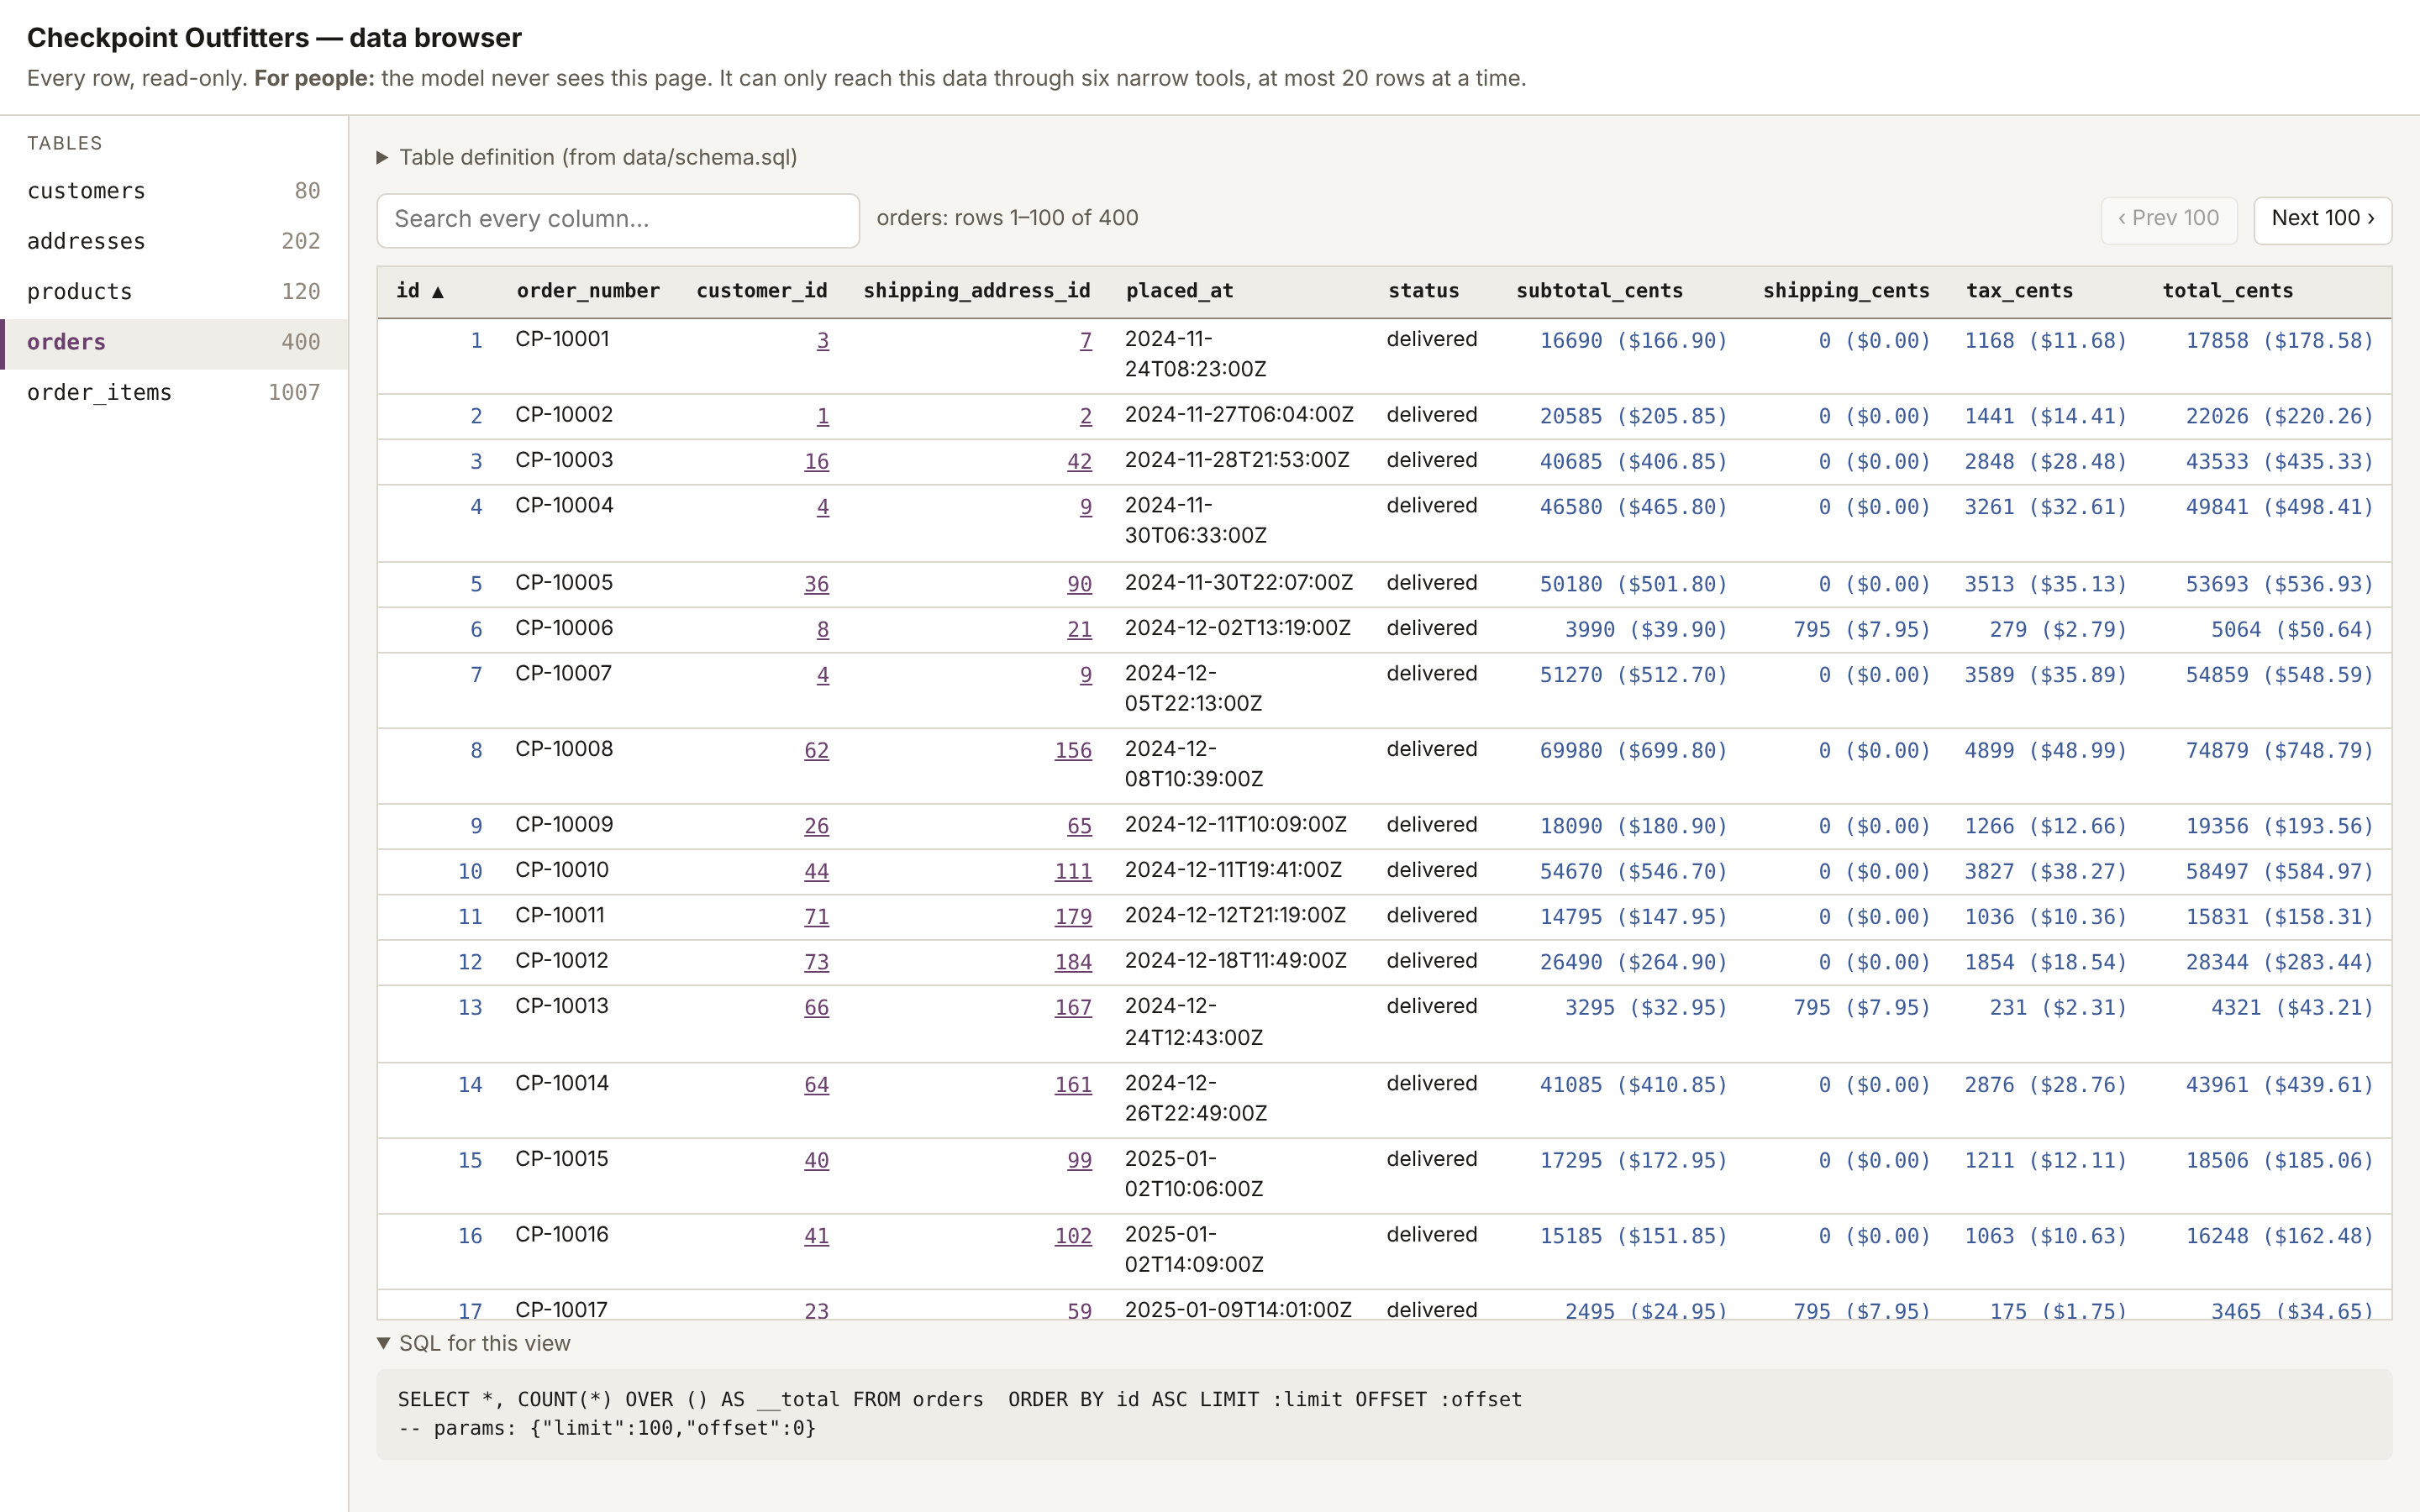 Checkpoint Outfitters — data browser
Every row, read-only. For people: the model never sees this page. It can only reach this data through six narrow tools, at most 20 rows at a time.
TABLES
customers 80
addresses 202
products 120
orders 400
order_items 1007
▶ Table definition (from data/schema.sql)
Search every column... orders: rows 1–100 of 400 ‹ Prev 100 Next 100 ›
id ▲ order_number customer_id shipping_address_id placed_at status subtotal_cents shipping_cents tax_cents total_cents
1 CP-10001 3 7 2024-11- delivered 16690 ($166.90) 0 ($0.00) 1168 ($11.68) 17858 ($178.58)
24T08:23:00Z
2 CP-10002 1 2 2024-11-27T06:04:00Z delivered 20585 ($205.85) 0 ($0.00) 1441 ($14.41) 22026 ($220.26)
3 CP-10003 16 42 2024-11-28T21:53:00Z delivered 40685 ($406.85) 0 ($0.00) 2848 ($28.48) 43533 ($435.33)
4 CP-10004 4 9 2024-11- delivered 46580 ($465.80) 0 ($0.00) 3261 ($32.61) 49841 ($498.41)
30T06:33:00Z
5 CP-10005 36 90 2024-11-30T22:07:00Z delivered 50180 ($501.80) 0 ($0.00) 3513 ($35.13) 53693 ($536.93)
6 CP-10006 8 21 2024-12-02T13:19:00Z delivered 3990 ($39.90) 795 ($7.95) 279 ($2.79) 5064 ($50.64)
7 CP-10007 4 9 2024-12- delivered 51270 ($512.70) 0 ($0.00) 3589 ($35.89) 54859 ($548.59)
05T22:13:00Z
8 CP-10008 62 156 2024-12- delivered 69980 ($699.80) 0 ($0.00) 4899 ($48.99) 74879 ($748.79)
08T10:39:00Z
9 CP-10009 26 65 2024-12-11T10:09:00Z delivered 18090 ($180.90) 0 ($0.00) 1266 ($12.66) 19356 ($193.56)
10 CP-10010 44 111 2024-12-11T19:41:00Z delivered 54670 ($546.70) 0 ($0.00) 3827 ($38.27) 58497 ($584.97)
11 CP-10011 71 179 2024-12-12T21:19:00Z delivered 14795 ($147.95) 0 ($0.00) 1036 ($10.36) 15831 ($158.31)
12 CP-10012 73 184 2024-12-18T11:49:00Z delivered 26490 ($264.90) 0 ($0.00) 1854 ($18.54) 28344 ($283.44)
13 CP-10013 66 167 2024-12- delivered 3295 ($32.95) 795 ($7.95) 231 ($2.31) 4321 ($43.21)
24T12:43:00Z
14 CP-10014 64 161 2024-12- delivered 41085 ($410.85) 0 ($0.00) 2876 ($28.76) 43961 ($439.61)
26T22:49:00Z
15 CP-10015 40 99 2025-01- delivered 17295 ($172.95) 0 ($0.00) 1211 ($12.11) 18506 ($185.06)
02T10:06:00Z
16 CP-10016 41 102 2025-01- delivered 15185 ($151.85) 0 ($0.00) 1063 ($10.63) 16248 ($162.48)
02T14:09:00Z
17 CP-10017 23 59 2025-01-09T14:01:00Z delivered 2495 ($24.95) 795 ($7.95) 175 ($1.75) 3465 ($34.65)
▼ SQL for this view
SELECT *, COUNT(*) OVER () AS __total FROM orders  ORDER BY id ASC LIMIT :limit OFFSET :offset
-- params: {"limit":100,"offset":0}